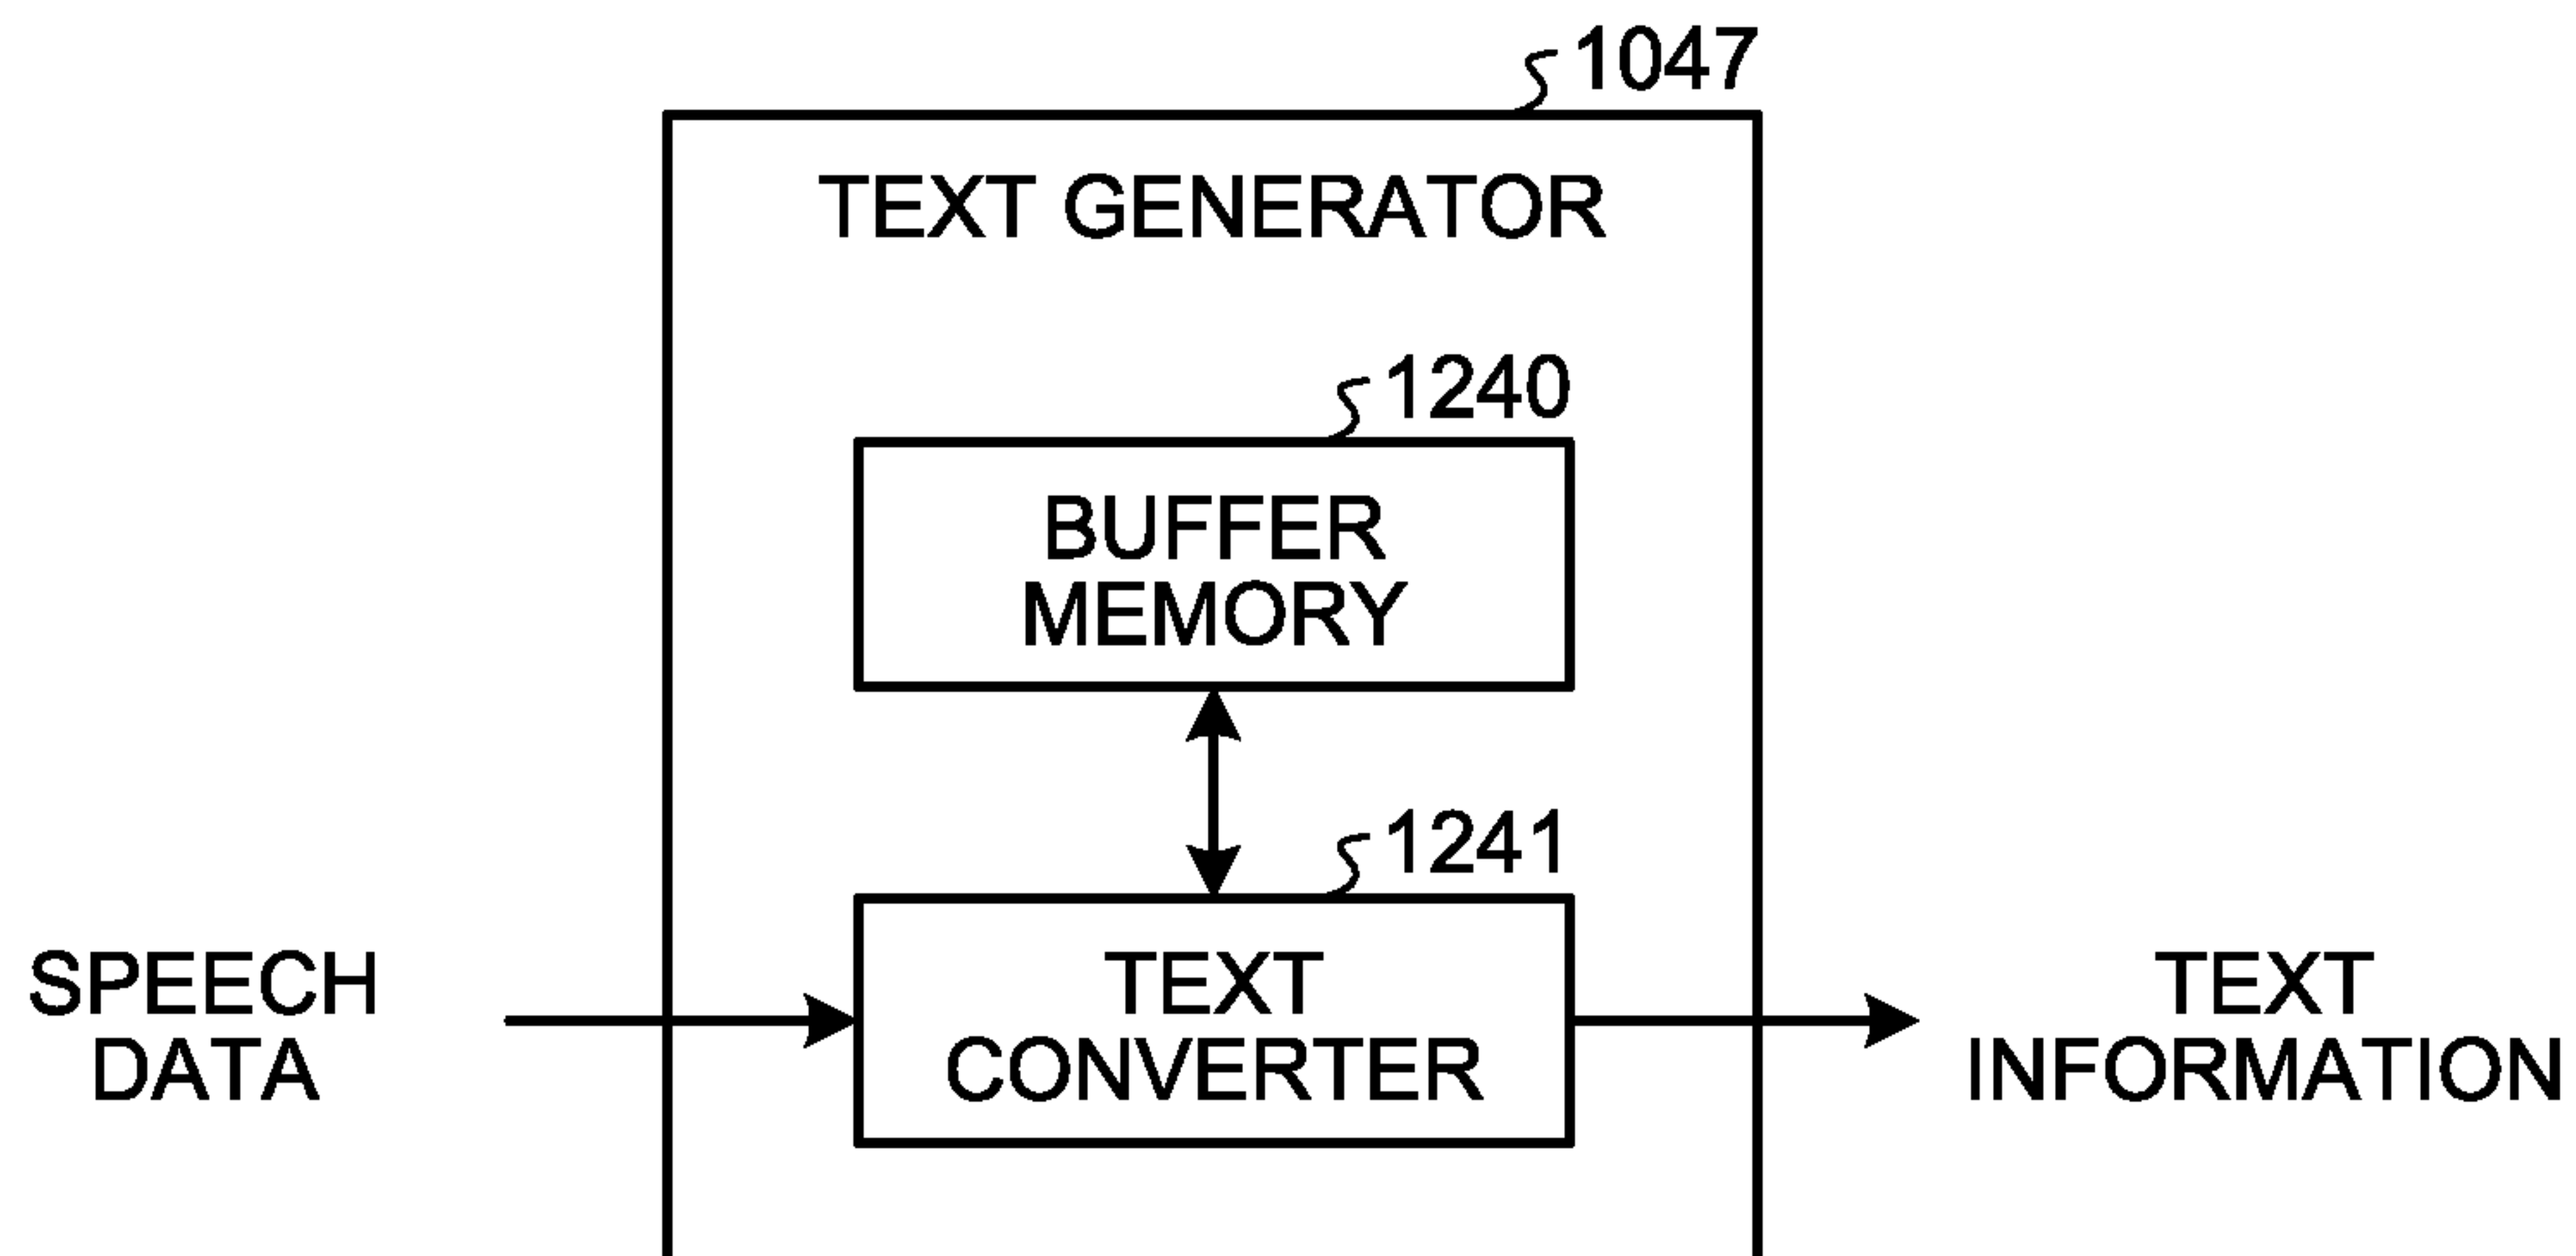 1047
TEXT GENERATOR
1240
BUFFER
MEMORY
1241
SPEECH
DATA
TEXT
CONVERTER
TEXT
INFORMATION